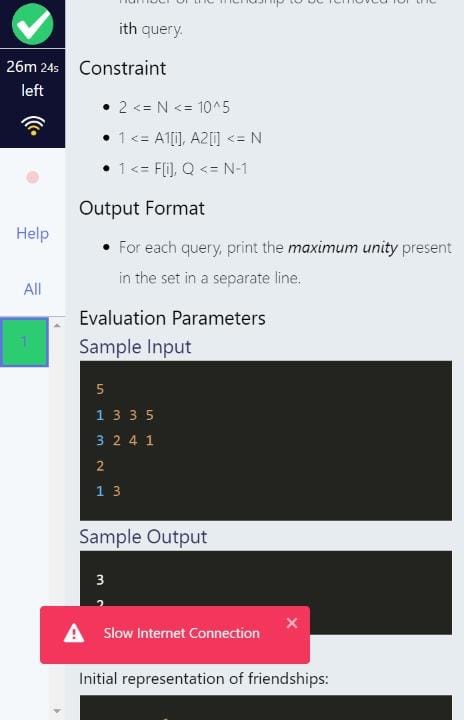 number of the friendship to be removed for the
ith query.
26m 24s
left
Constraint
2 <= N <= 10^5
1 <= A1[i], A2[i] <= N
1 <= F[i], Q <= N-1
Output Format
Help
For each query, print the maximum unity present
in the set in a separate line.
All
Evaluation Parameters
1
Sample Input
5
1 3 3 5
3 2 4 1
2
1 3
Sample Output
3
2
Slow Internet Connection
Initial representation of friendships: